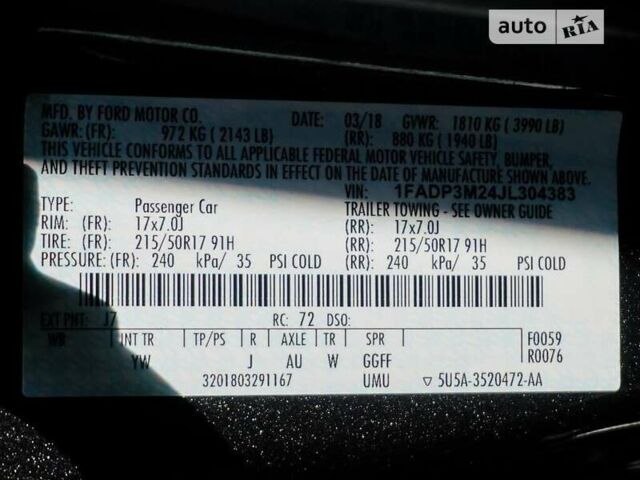 auto RIA
MFD. BY FORD MOTOR CO. DATE: 03/18 GVWR: 1810 KG ( 3990 LB)
GAWR: (FR): 972 KG ( 2143 LB) (RR): 880 KG ( 1940 LB)
THIS VEHICLE CONFORMS TO ALL APPLICABLE FEDERAL MOTOR VEHICLE SAFETY, BUMPER,
AND THEFT PREVENTION STANDARDS IN EFFECT ON THE DATE OF MANUFACTURE SHOWN ABOVE.
VIN: 1FADP3M24JL304383
TYPE: Passenger Car TRAILER TOWING - SEE OWNER GUIDE
RIM: (FR) 17x7.0J (RR): 17x7.0J
TIRE: (FR) 215/50R17 91H (RR): 215/50R17 91H
PRESSURE: (FR): 240 kPa/ 35 PSI COLD (RR): 240 kPa/ 35 PSI COLD
EXT PNT: J7 RC: 72 DSO:
WB INT TR TP/PS R AXLE TR SPR F0059
YW J AU W GGFF R0076
3201803291167 UMU ▽ 5U5A-3520472-AA